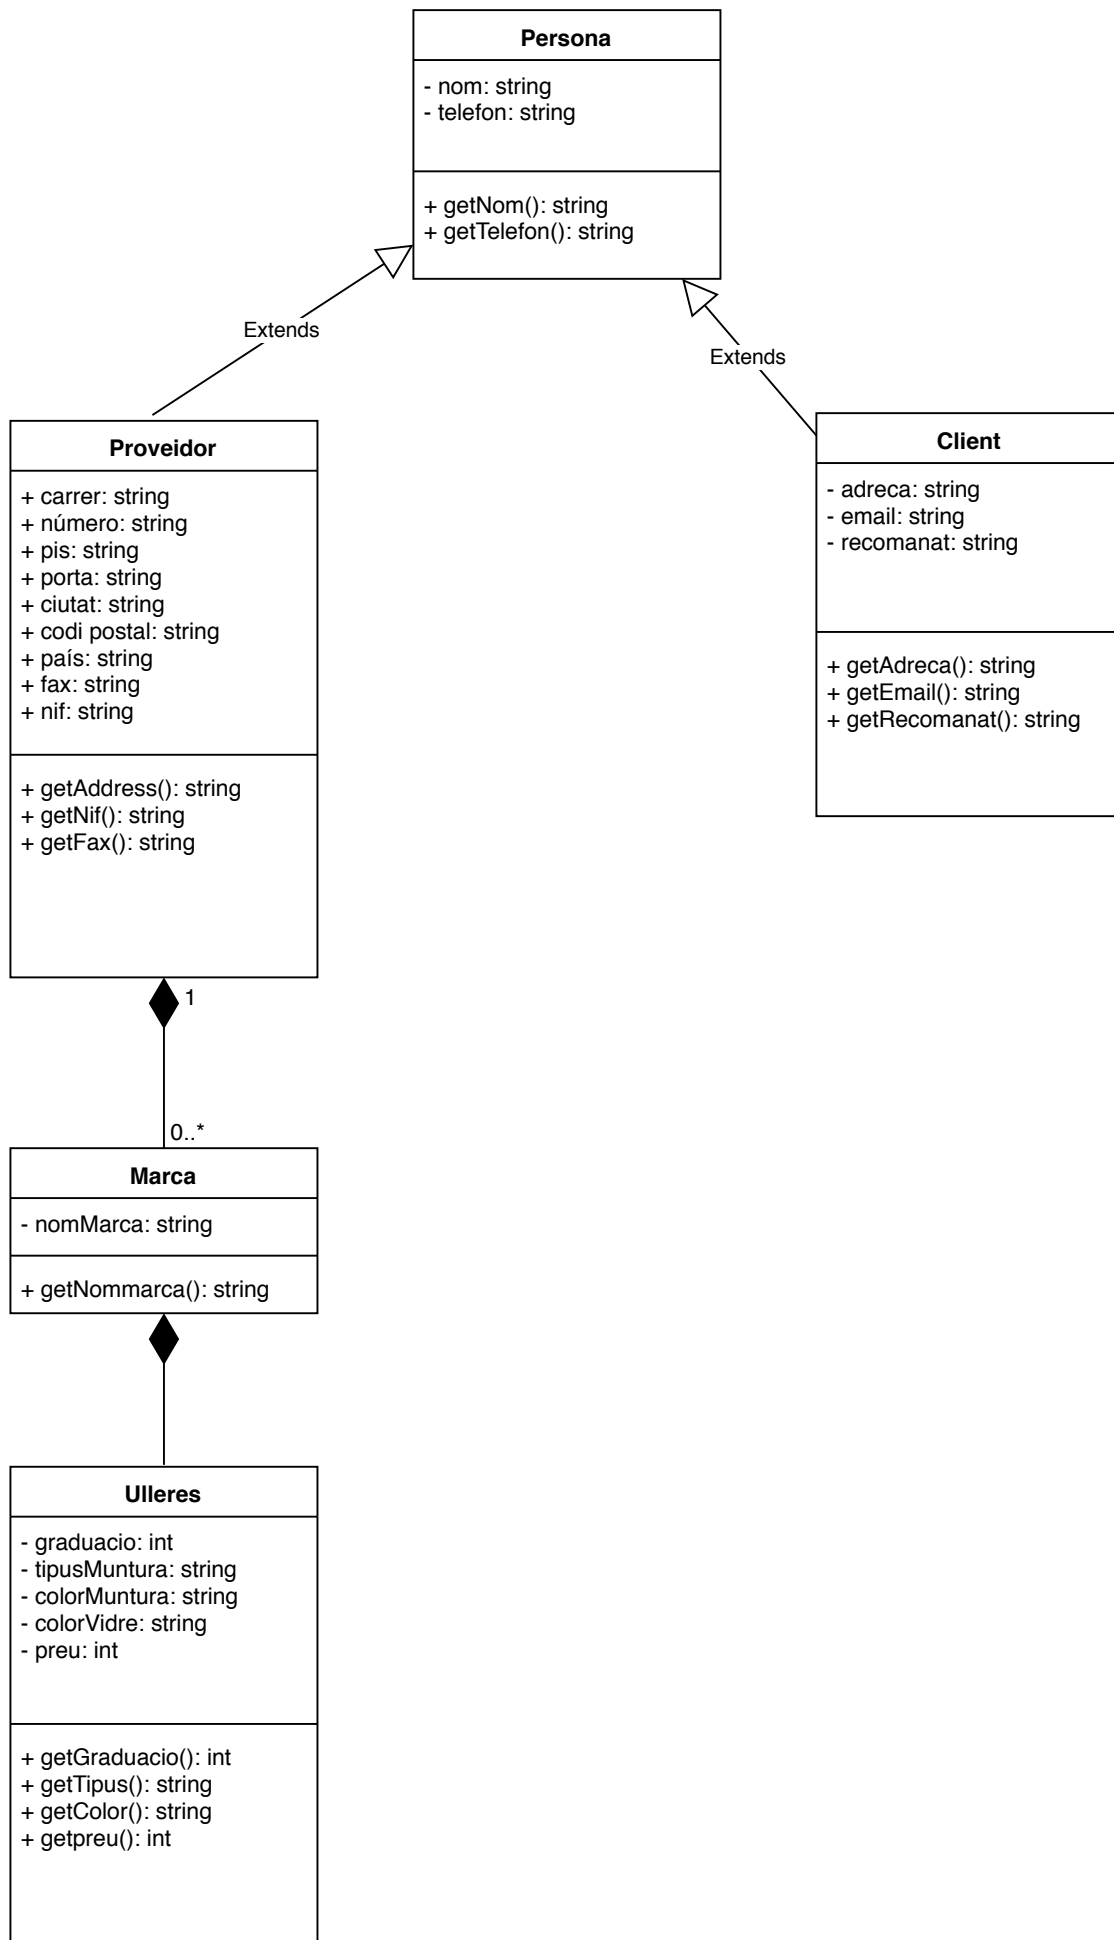 Persona
- nom: string
- telefon: string
+ getNom(): string
+ getTelefon(): string
Extends
Extends
Proveidor
+ carrer: string
+ número: string
+ pis: string
+ porta: string
+ ciutat: string
+ codi postal: string
+ país: string
+ fax: string
+ nif: string
+ getAddress(): string
+ getNif(): string
+ getFax(): string
Client
- adreca: string
- email: string
- recomanat: string
+ getAdreca(): string
+ getEmail(): string
+ getRecomanat(): string
1
0..*
Marca
- nomMarca: string
+ getNommarca(): string
Ulleres
- graduacio: int
- tipusMuntura: string
- colorMuntura: string
- colorVidre: string
- preu: int
+ getGraduacio(): int
+ getTipus(): string
+ getColor(): string
+ getpreu(): int